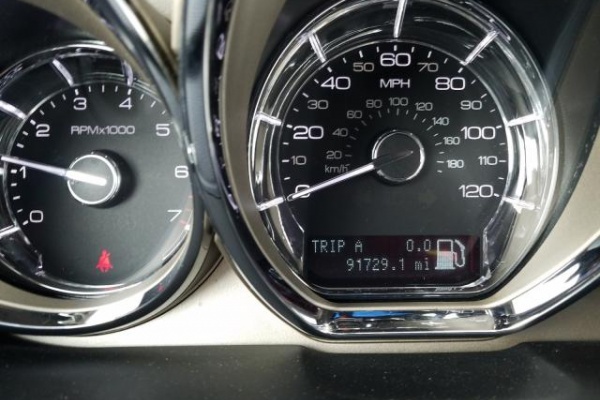 0 1 2 3 4 5 6 7
RPMx1000
0 20 40 60 80 100 120
10 30 50 70 90 110
MPH
20 40 60 80 100 120 140 160 180
km/h
TRIP A 0.0
91729.1 mi